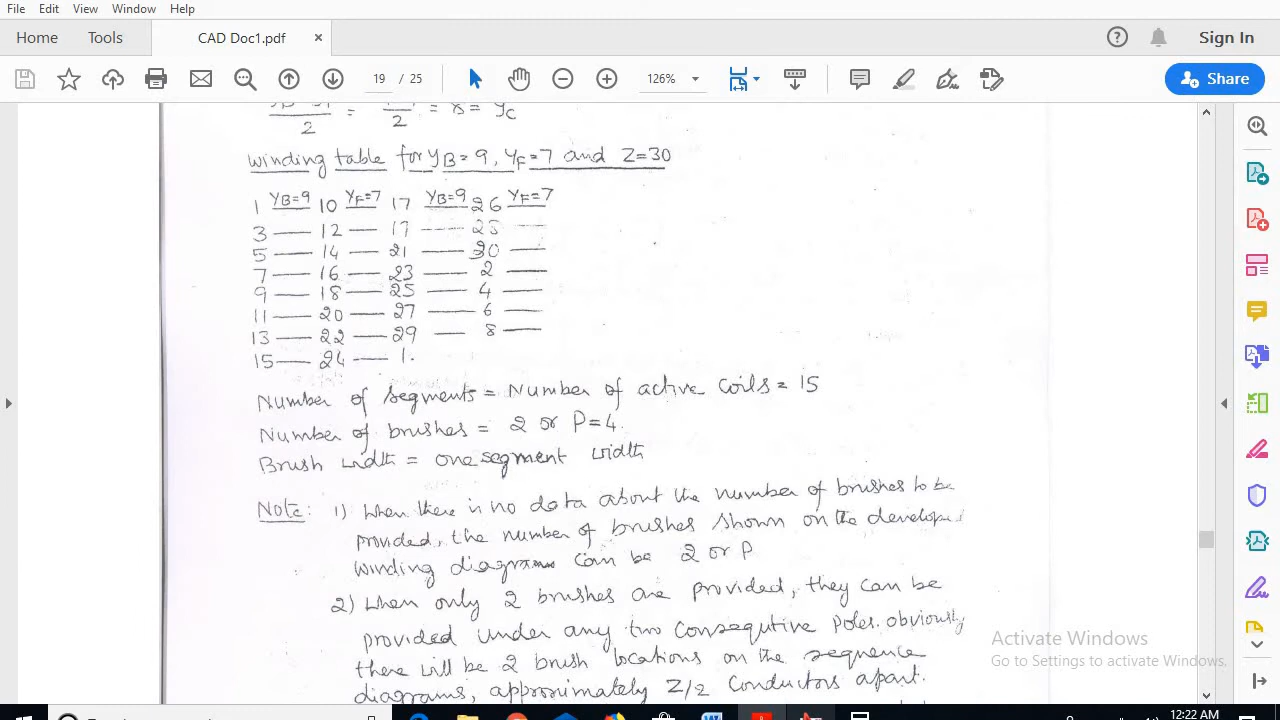 File Edit View Window Help
Home Tools CAD Doc1.pdf × Sign In
19 / 25 126% Share
2 = 2 = 8 = YC
Winding table for YB = 9, YF = 7 and Z = 30
1 YB=9 10 YF=7 17 YB=9 26 YF=7
3 — 12 — 17 ---- 28 ---
5 — 14 — 21 — 30 —
7 — 16 — 23 — 2 —
9 — 18 — 25 — 4 —
11 — 20 — 27 — 6 —
13 — 22 — 29 — 8 —
15 — 24 — 1.
Number of segments = Number of active coils = 15
Number of brushes = 2 or P=4.
Brush width = one segment width
Note: 1) When there is no data about the number of brushes to be
provided, the number of brushes shown on the develope
winding diagram can be 2 or P
2) When only 2 brushes are provided, they can be
provided under any two consequtive poles. obviously
there will be 2 brush locations on the sequence
diagrams, approximately Z/2 conductors apart.
Activate Windows
Go to Settings to activate Windows.
12:22 AM